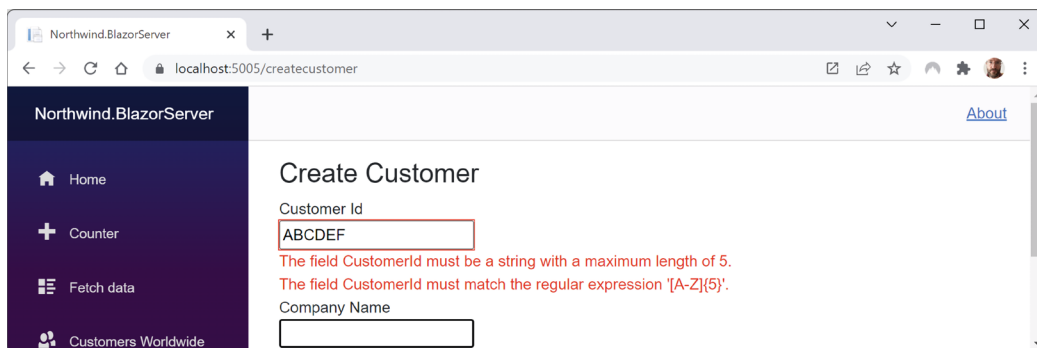 Northwind.BlazorServer
localhost:5005/createcustomer
Northwind.BlazorServer
About
Home
Counter
Fetch data
Customers Worldwide
Create Customer
Customer Id
ABCDEF
The field CustomerId must be a string with a maximum length of 5.
The field CustomerId must match the regular expression '[A-Z]{5}'.
Company Name